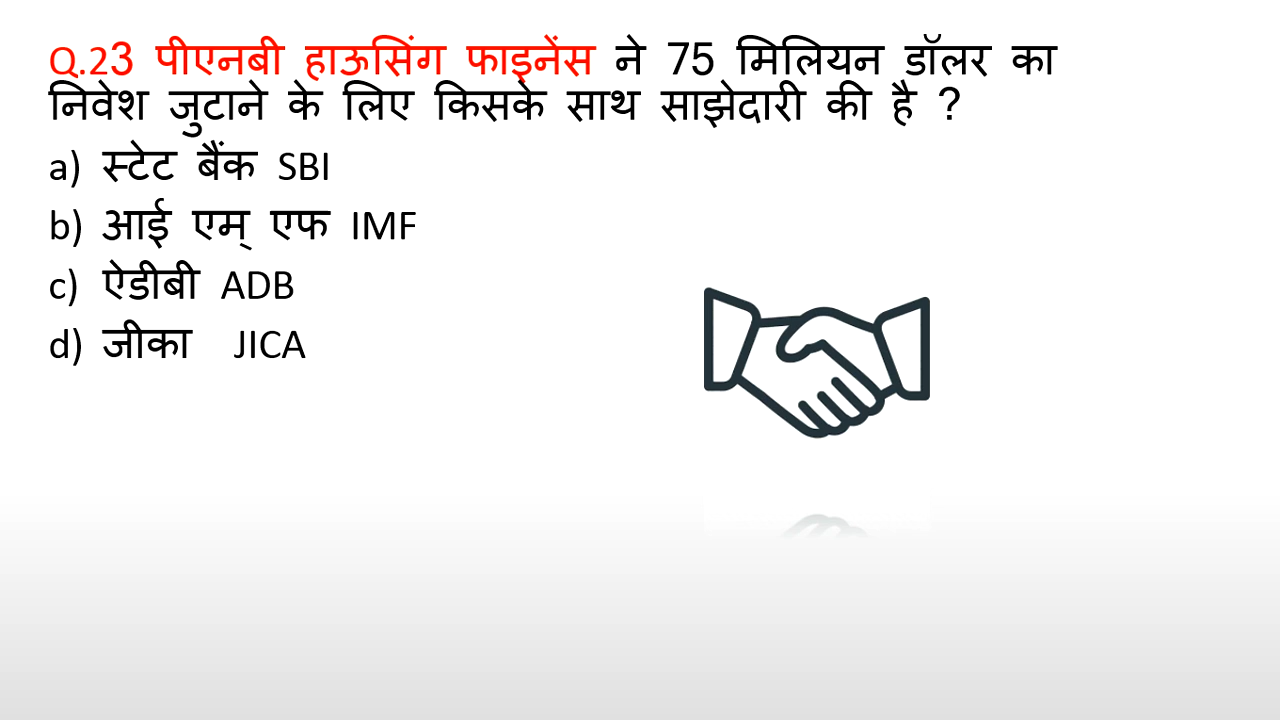 Q.23 पीएनबी हाऊसिंग फाइनेंस ने 75 मिलियन डॉलर का
निवेश जुटाने के लिए किसके साथ साझेदारी की है ?
a) स्टेट बैंक SBI
b) आई एम् एफ IMF
c) ऐडीबी ADB
d) जीका JICA